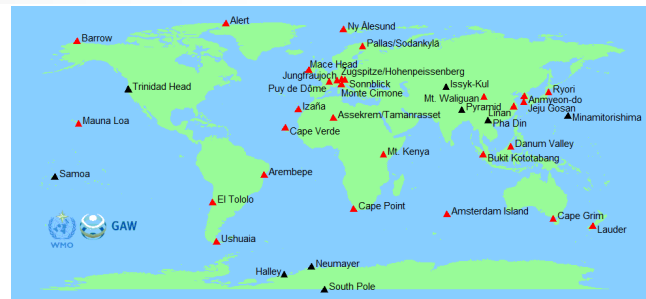 Alert
Ny Ålesund
Barrow
Pallas/Sodankylä
Mace Head
Jungfraujoch
Zugspitze/Hohenpeissenberg
Trinidad Head
Puy de Dôme
Sonnblick
Monte Cimone
Issyk-Kul
Ryori
Mt. Waliguan
Anmyeon-do
Izaña
Pyramid
Jeju Gosan
Assekrem/Tamanrasset
Linan
Minamitorishima
Mauna Loa
Cape Verde
Pha Din
Danum Valley
Mt. Kenya
Bukit Kototabang
Samoa
Arembepe
El Tololo
Cape Point
Amsterdam Island
Cape Grim
GAW
Lauder
WMO
Ushuaia
Neumayer
Halley
South Pole